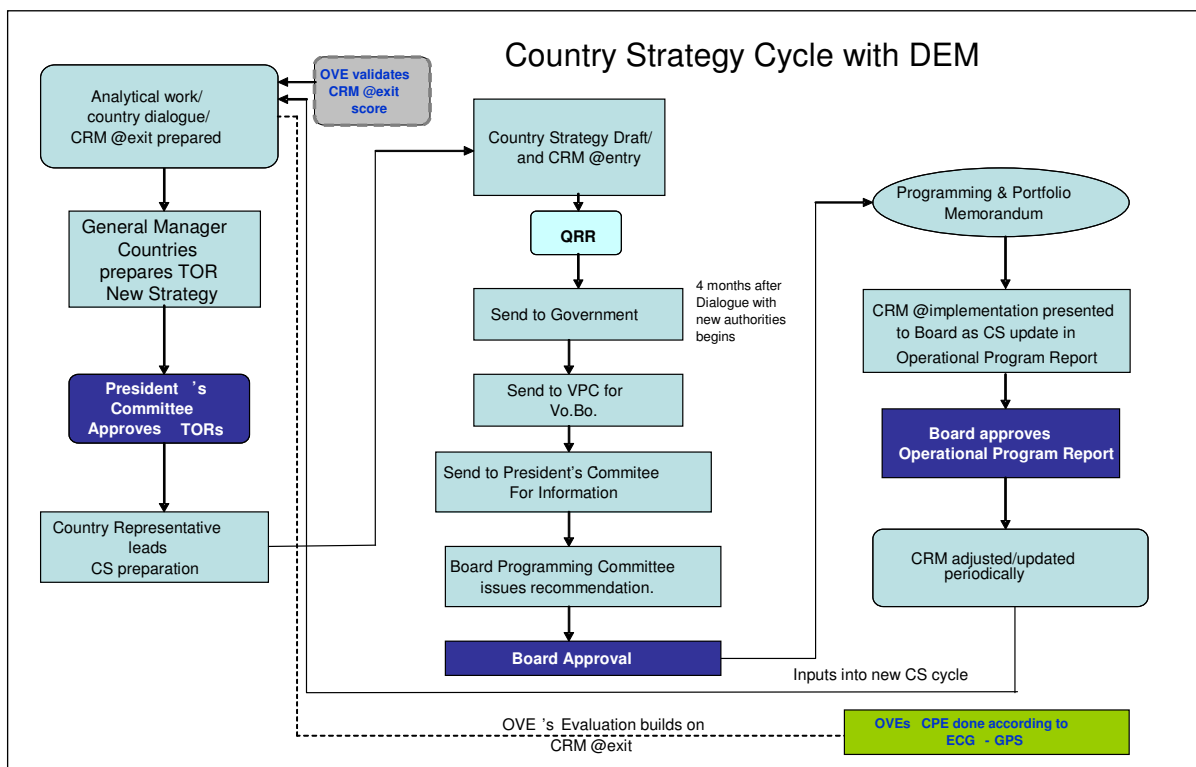 Country Strategy Cycle with DEM
OVE validates
CRM @exit
score
Analytical work/
country dialogue/
CRM @exit prepared
General Manager
Countries
prepares TOR
New Strategy
President 's
Committee
Approves TORs
Country Representative
leads
CS preparation
Country Strategy Draft/
and CRM @entry
QRR
Send to Government
4 months after
Dialogue with
new authorities
begins
Send to VPC for
Vo.Bo.
Send to President's Commitee
For Information
Board Programming Committee
issues recommendation.
Board Approval
Programming & Portfolio
Memorandum
CRM @implementation presented
to Board as CS update in
Operational Program Report
Board approves
Operational Program Report
CRM adjusted/updated
periodically
Inputs into new CS cycle
OVE 's Evaluation builds on
CRM @exit
OVEs CPE done according to
ECG - GPS